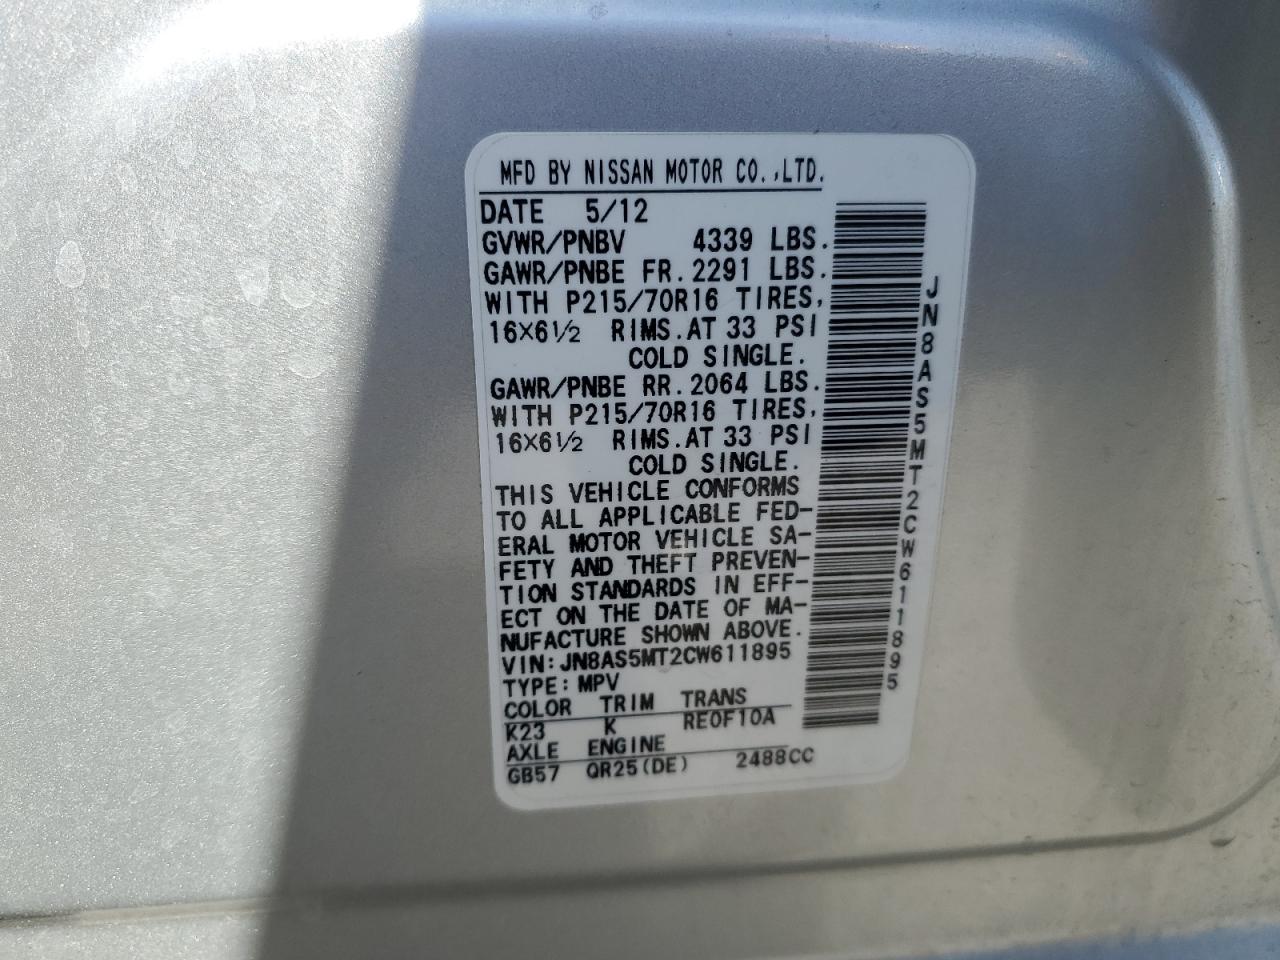 MFD BY NISSAN MOTOR CO.,LTD.
DATE 5/12
GVWR/PNBV 4339 LBS.
GAWR/PNBE FR.2291 LBS.
WITH P215/70R16 TIRES,
16X6½ RIMS.AT 33 PSI
COLD SINGLE.
GAWR/PNBE RR.2064 LBS.
WITH P215/70R16 TIRES,
16X6½ RIMS.AT 33 PSI
COLD SINGLE.
THIS VEHICLE CONFORMS
TO ALL APPLICABLE FED-
ERAL MOTOR VEHICLE SA-
FETY AND THEFT PREVEN-
TION STANDARDS IN EFF-
ECT ON THE DATE OF MA-
NUFACTURE SHOWN ABOVE.
VIN:JN8AS5MT2CW611895
TYPE:MPV
COLOR TRIM TRANS
K23 K RE0F10A
AXLE ENGINE
GB57 QR25(DE) 2488CC
JN8AS5MT2CW611895